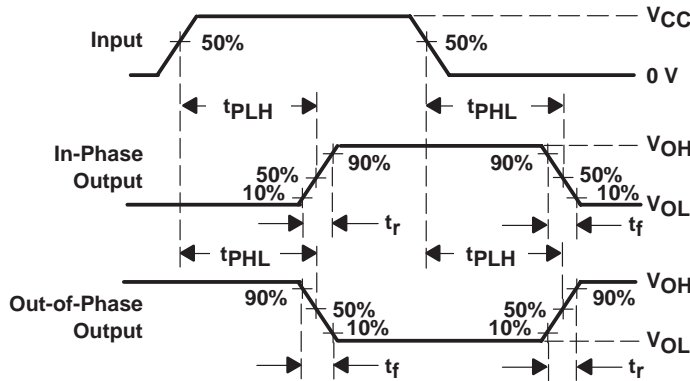 VCC
Input
50%
50%
0 V
tPLH
tPHL
In-Phase
Output
VOH
90%
90%
50%
50%
10%
10%
VOL
tr
tf
tPHL
tPLH
Out-of-Phase
Output
VOH
90%
90%
50%
50%
10%
10%
VOL
tf
tr